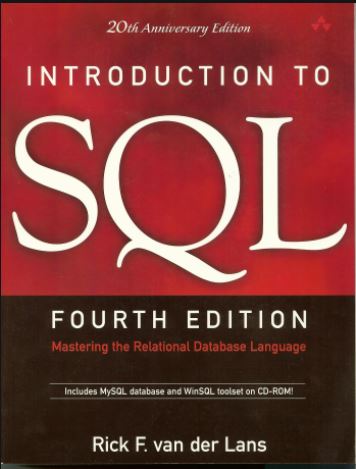 20th Anniversary Edition
INTRODUCTION TO
SQL
FOURTH EDITION
Mastering the Relational Database Language
Includes MySQL database and WinSQL toolset on CD-ROM!
Rick F. van der Lans